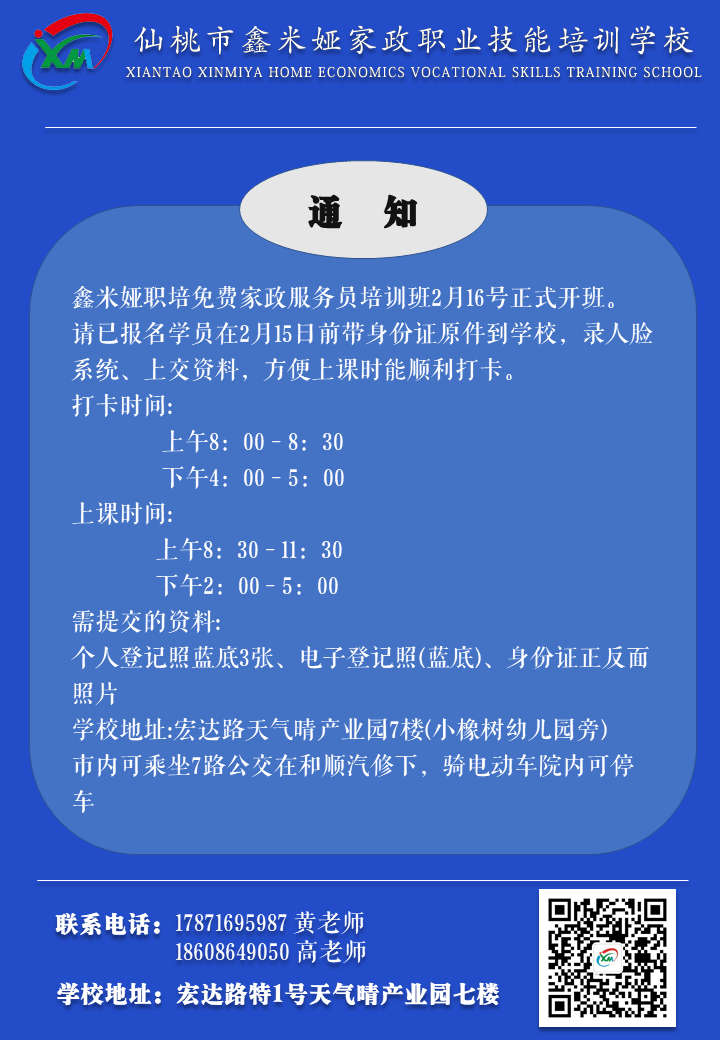 XM
仙桃市鑫米娅家政职业技能培训学校
XIANTAO XINMIYA HOME ECONOMICS VOCATIONAL SKILLS TRAINING SCHOOL
通 知
鑫米娅职培免费家政服务员培训班2月16号正式开班。
请已报名学员在2月15日前带身份证原件到学校，录人脸
系统、上交资料，方便上课时能顺利打卡。
打卡时间:
上午8：00-8：30
下午4：00-5：00
上课时间:
上午8：30-11：30
下午2：00-5：00
需提交的资料:
个人登记照蓝底3张、电子登记照(蓝底)、身份证正反面
照片
学校地址:宏达路天气晴产业园7楼(小橡树幼儿园旁)
市内可乘坐7路公交在和顺汽修下，骑电动车院内可停
车
联系电话：17871695987 黄老师
18608649050 高老师
学校地址：宏达路特1号天气晴产业园七楼
XM